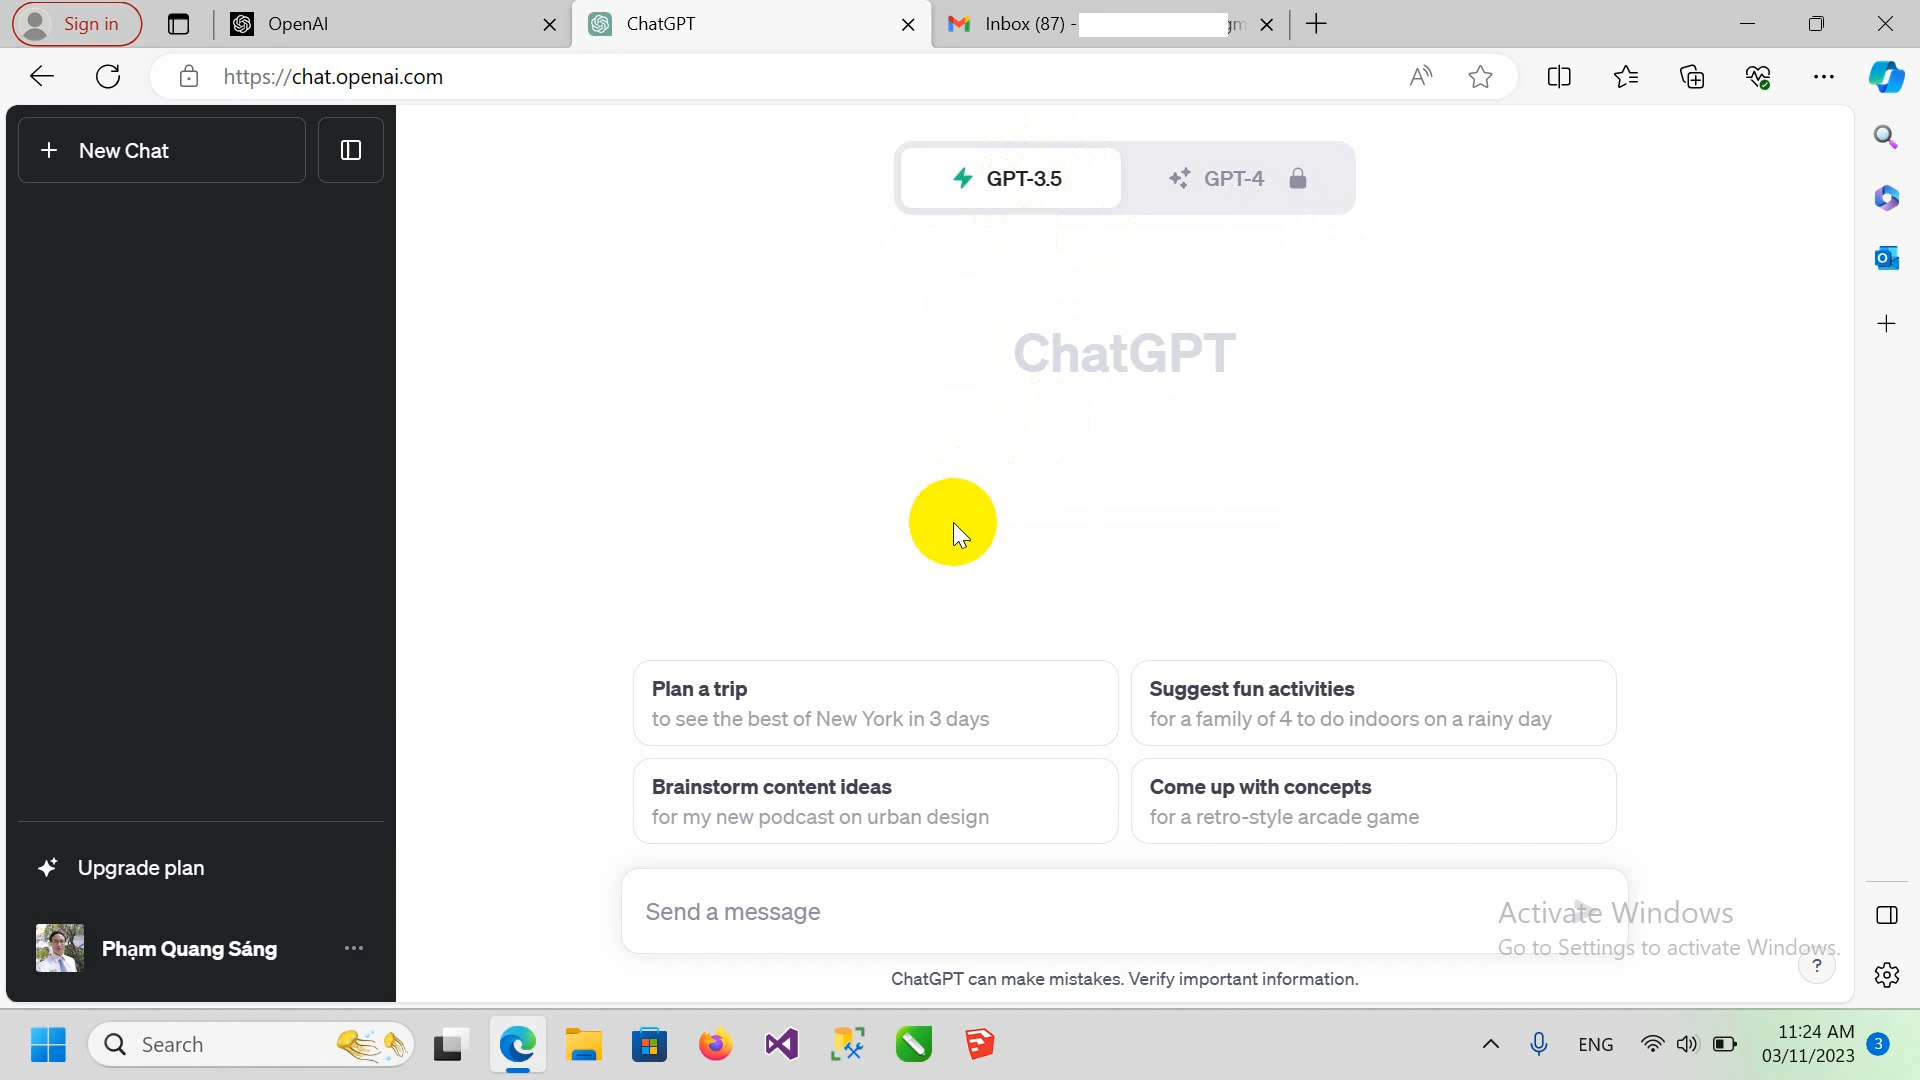 Sign in
OpenAI
ChatGPT
Inbox (87) -
https://chat.openai.com
New Chat
GPT-3.5
GPT-4
ChatGPT
Plan a trip
to see the best of New York in 3 days
Suggest fun activities
for a family of 4 to do indoors on a rainy day
Brainstorm content ideas
for my new podcast on urban design
Come up with concepts
for a retro-style arcade game
Upgrade plan
Phạm Quang Sáng
Send a message
Activate Windows
Go to Settings to activate Windows.
?
ChatGPT can make mistakes. Verify important information.
Search
ENG
11:24 AM
03/11/2023
3